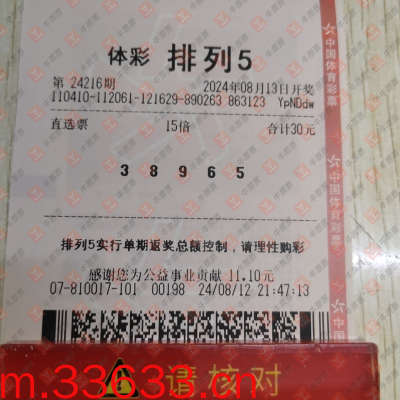 体彩 排列5
第 24216期 2024年08月13日开奖
110410-112061-121629-890263 863123 YpNDdw
直选票 15倍 合计30元
3 8 9 6 5
排列5实行单期返奖总额控制，请理性购彩
感谢您为公益事业贡献 11.10元
07-810017-101 00198 24/08/12 21:47:13
请核对
m.33638.cn
中国体育彩票
中国体育彩票